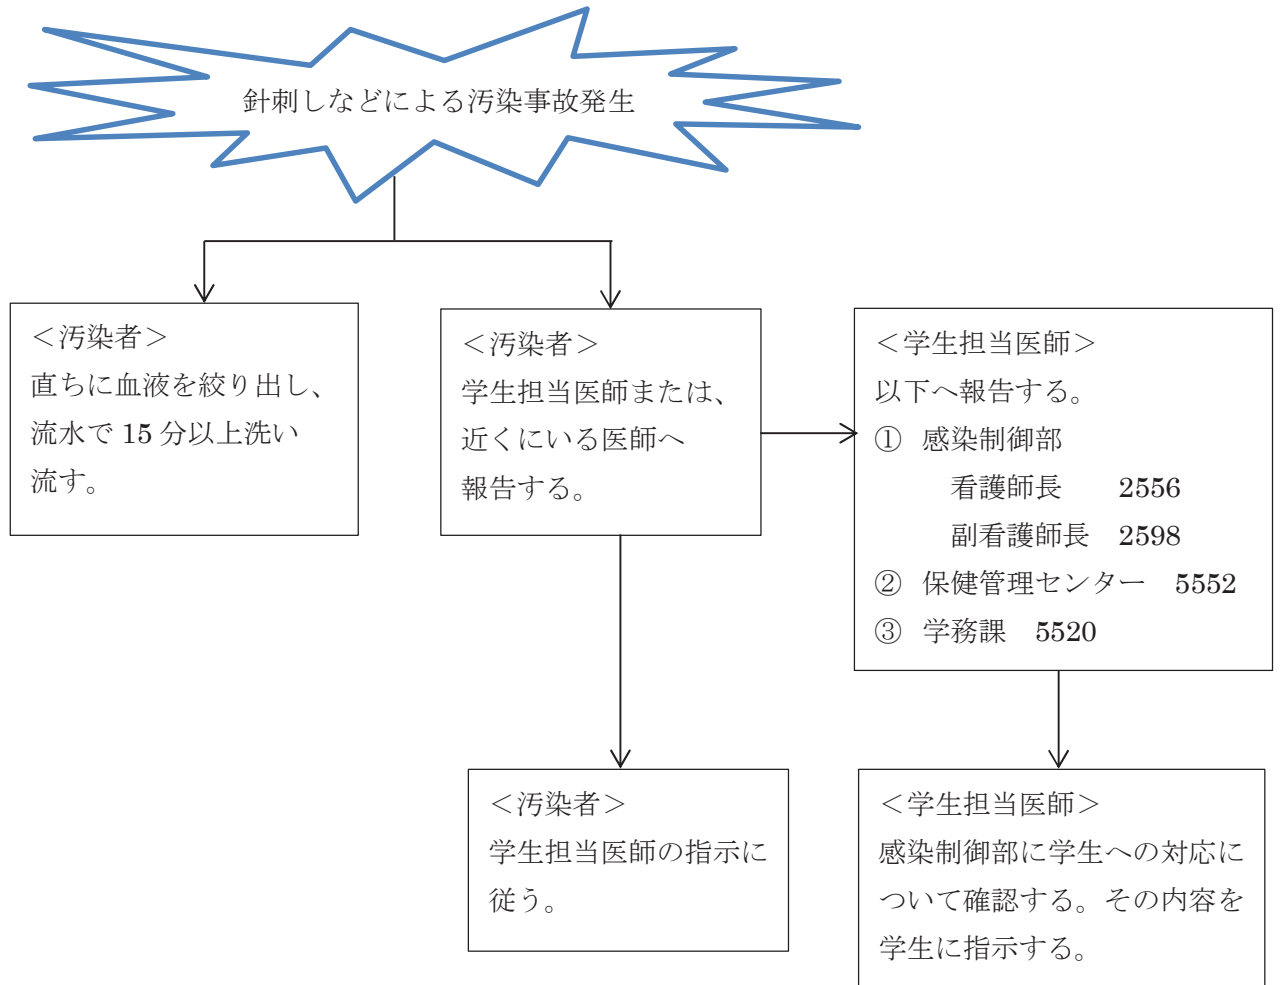 針刺しなどによる汚染事故発生
＜汚染者＞
直ちに血液を絞り出し、
流水で 15 分以上洗い
流す。
＜汚染者＞
学生担当医師または、
近くにいる医師へ
報告する。
＜学生担当医師＞
以下へ報告する。
① 感染制御部
看護師長 2556
副看護師長 2598
② 保健管理センター 5552
③ 学務課 5520
＜汚染者＞
学生担当医師の指示に
従う。
＜学生担当医師＞
感染制御部に学生への対応に
ついて確認する。その内容を
学生に指示する。